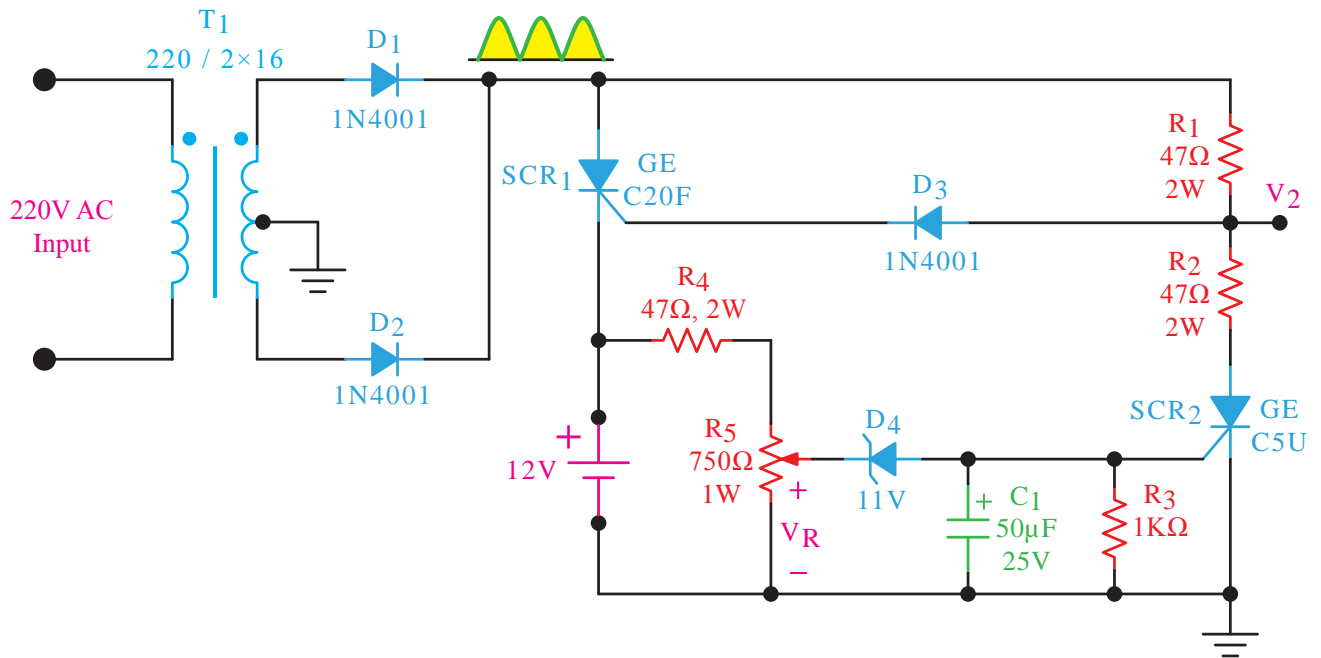 T1
220 / 2×16
D1
1N4001
220V AC
Input
SCR1
GE
C20F
D3
1N4001
R1
47Ω
2W
V2
R2
47Ω
2W
R4
47Ω, 2W
D2
1N4001
+
12V
R5
750Ω
1W
+
VR
−
D4
11V
+
C1
50µF
25V
R3
1KΩ
SCR2
GE
C5U